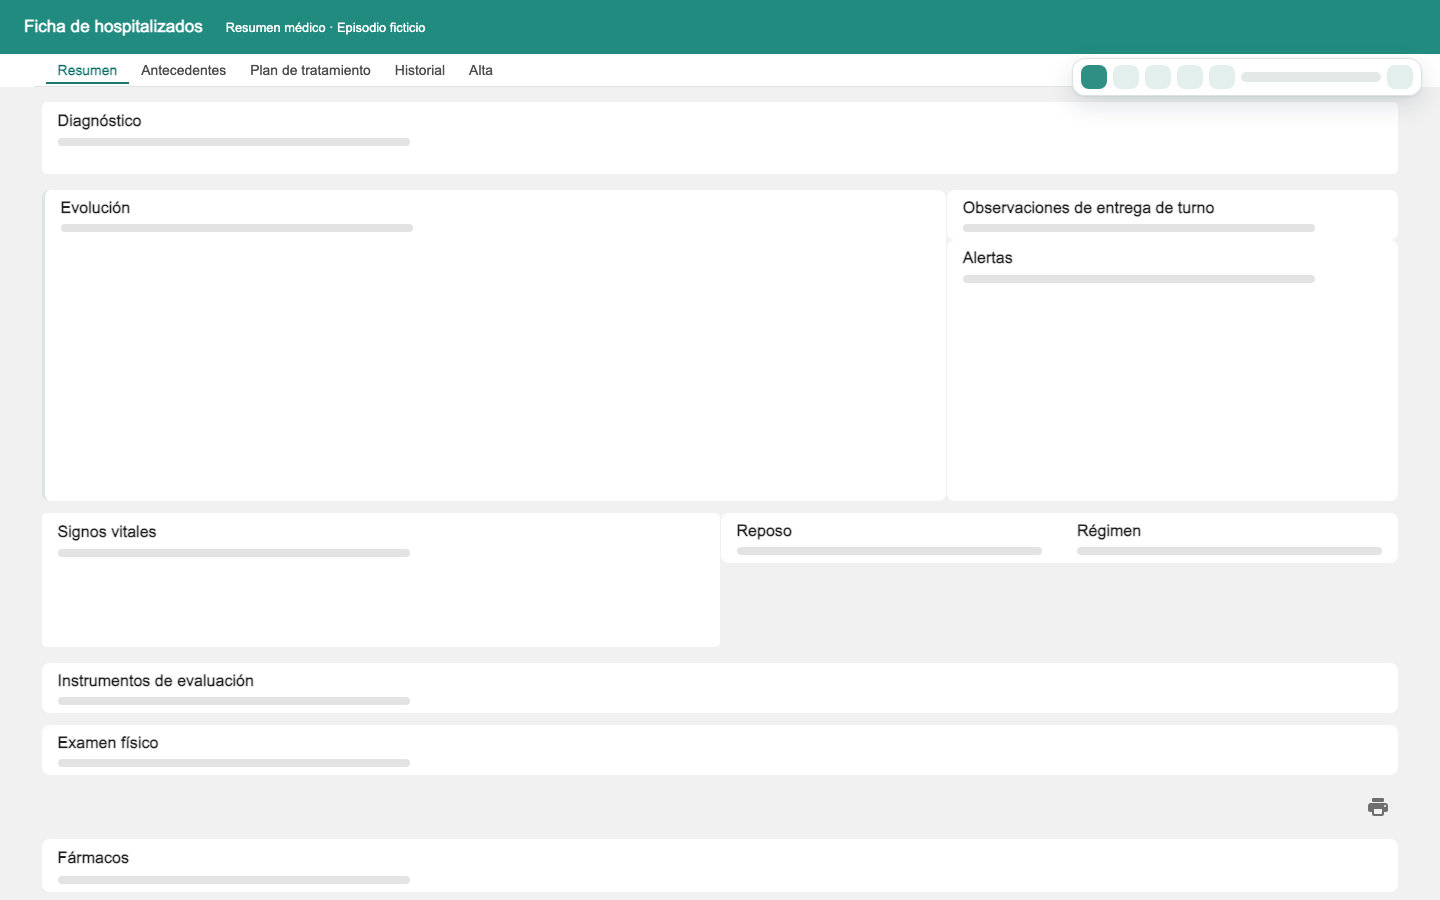 Ficha de hospitalizados Resumen médico · Episodio ficticio
Resumen Antecedentes Plan de tratamiento Historial Alta
Diagnóstico
Evolución
Observaciones de entrega de turno
Alertas
Signos vitales
Reposo Régimen
Instrumentos de evaluación
Examen físico
Fármacos